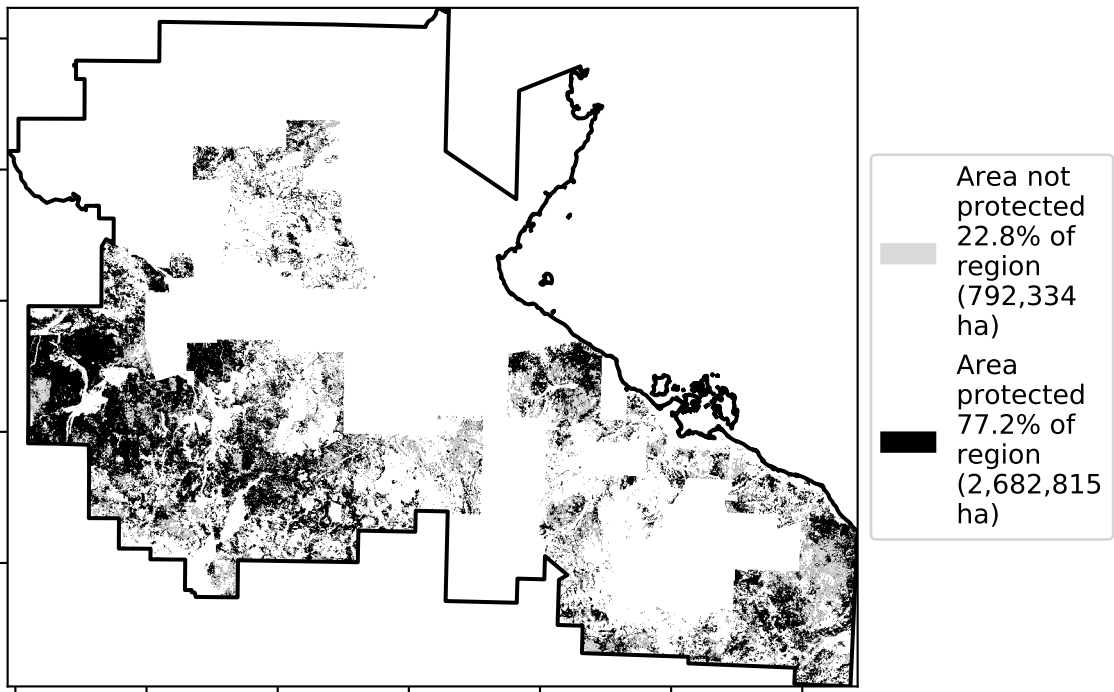 Area not
protected
22.8% of
region
(792,334
ha)
Area
protected
77.2% of
region
(2,682,815
ha)